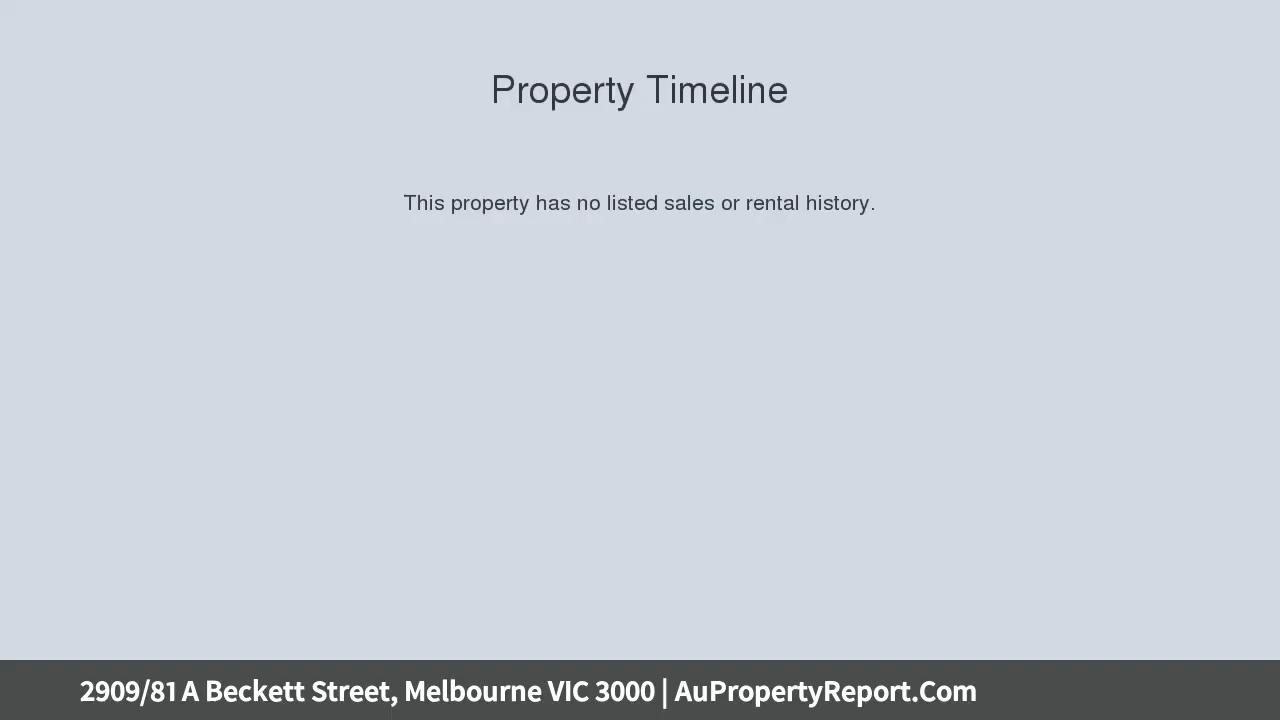 Property Timeline
This property has no listed sales or rental history.
2909/81 A Beckett Street, Melbourne VIC 3000 | AuPropertyReport.Com